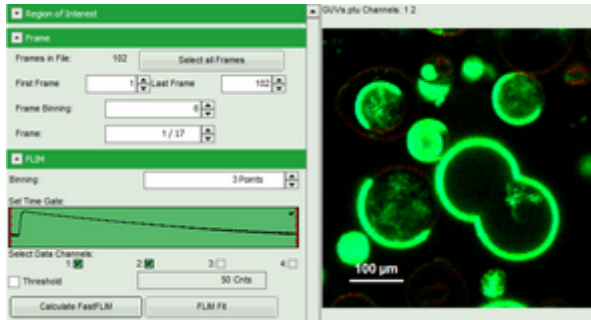 Region of Interest
GUVs.ptu Channels: 1 2
Frame
Frames in File: 102 Select all Frames
First Frame 1 Last Frame 102
Frame Binning: 6
Frame: 1 / 17
FLIM
Binning: 3 Points
Set Time Gate:
Select Data Channels:
1: 2: 3: 4:
Threshold 50 Cnts
Calculate FastFLIM FLIM Fit
100 µm